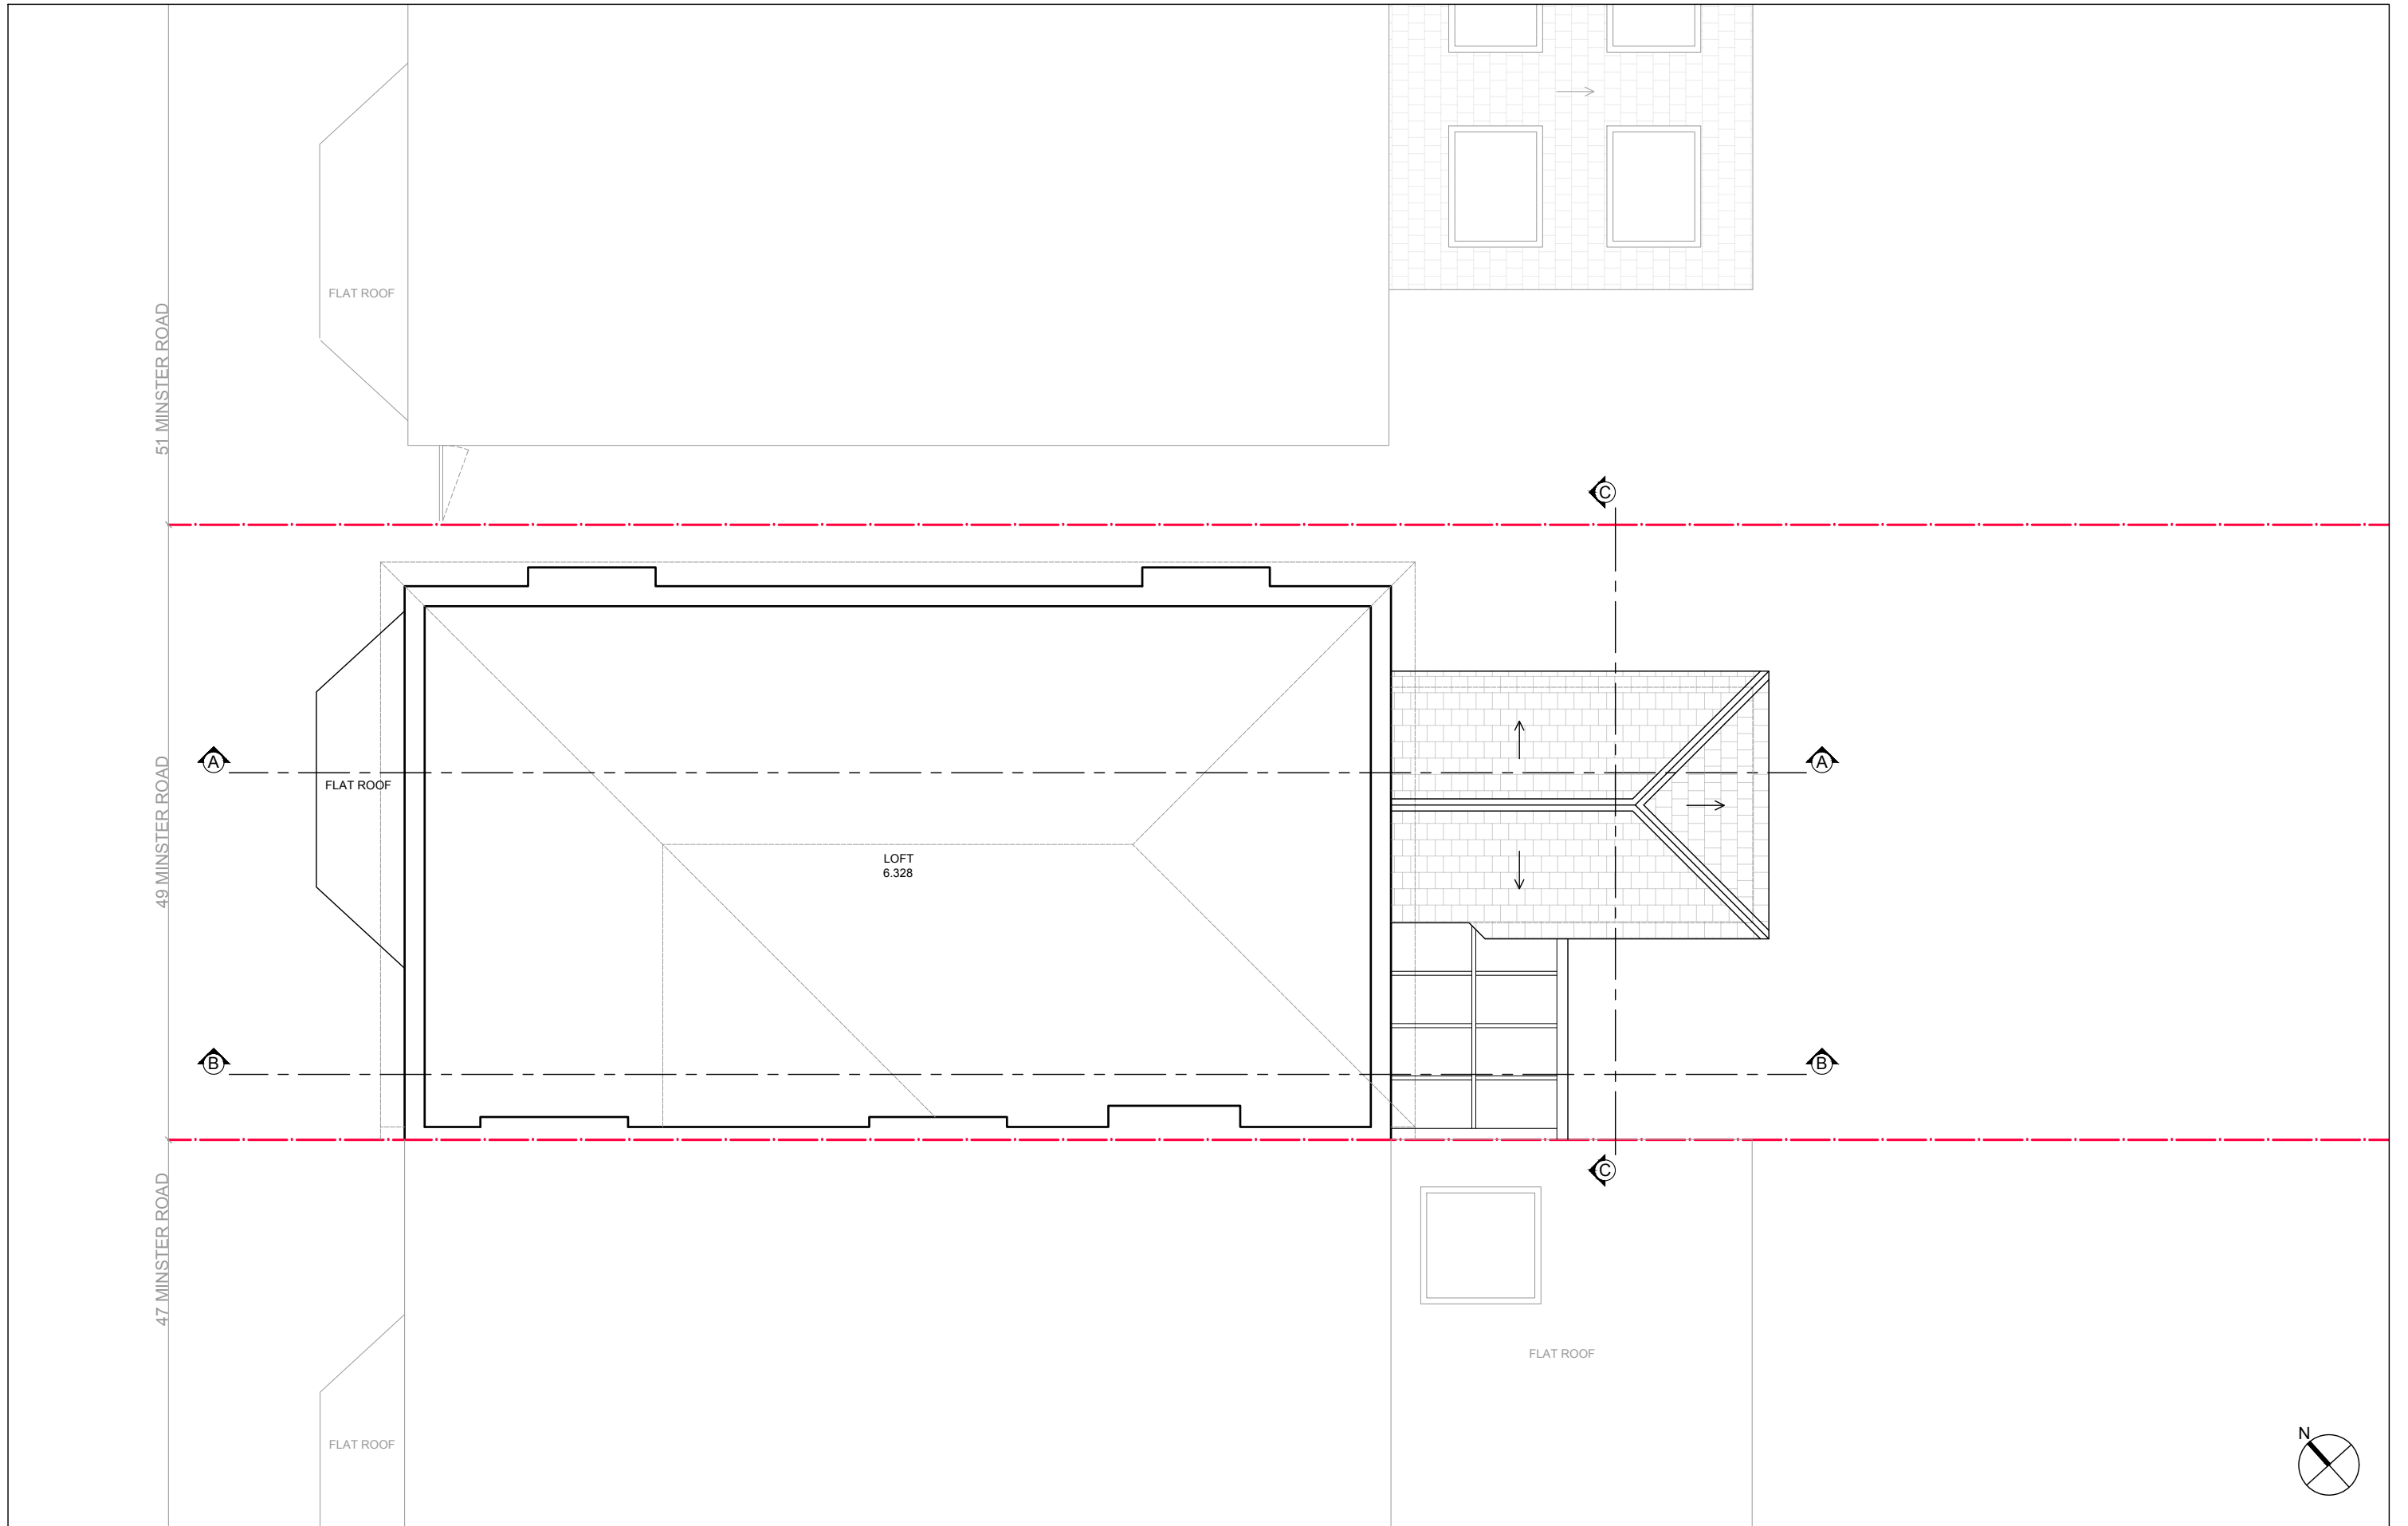 FLAT ROOF
51 MINSTER ROAD
C
A
A
FLAT ROOF
49 MINSTER ROAD
LOFT
6.328
B
B
C
47 MINSTER ROAD
FLAT ROOF
FLAT ROOF
N